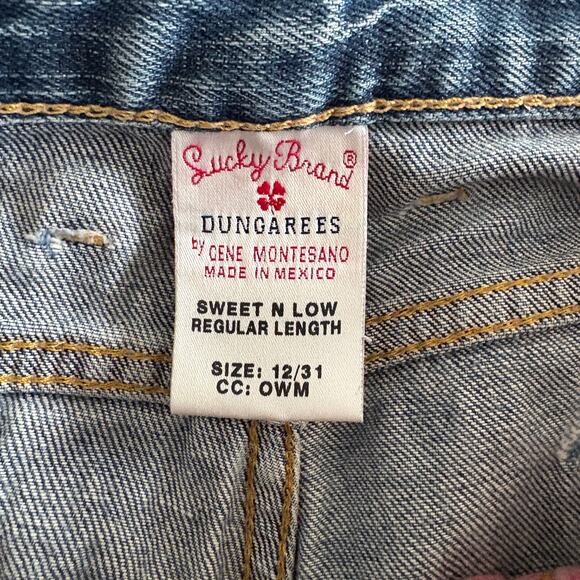 Lucky Brand®
DUNGAREES
by GENE MONTESANO
MADE IN MEXICO
SWEET N LOW
REGULAR LENGTH
SIZE: 12/31
CC: OWM